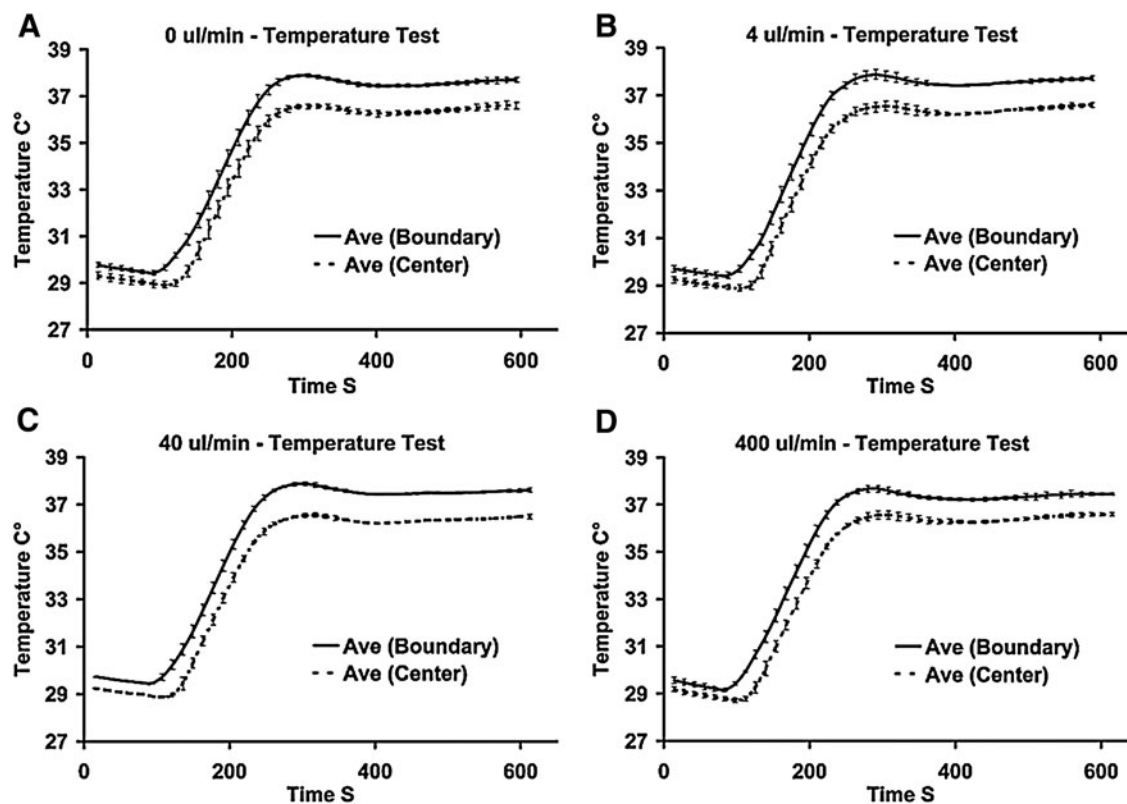 A
0 ul/min - Temperature Test
39
37
35
33
31
29
27
Temperature C°
Ave (Boundary)
Ave (Center)
0 200 400 600
Time S
B
4 ul/min - Temperature Test
39
37
35
33
31
29
27
Temperature C°
Ave (Boundary)
Ave (Center)
0 200 400 600
Time S
C
40 ul/min - Temperature Test
39
37
35
33
31
29
27
Temperature C°
Ave (Boundary)
Ave (Center)
0 200 400 600
Time S
D
400 ul/min - Temperature Test
39
37
35
33
31
29
27
Temperature C°
Ave (Boundary)
Ave (Center)
0 200 400 600
Time S